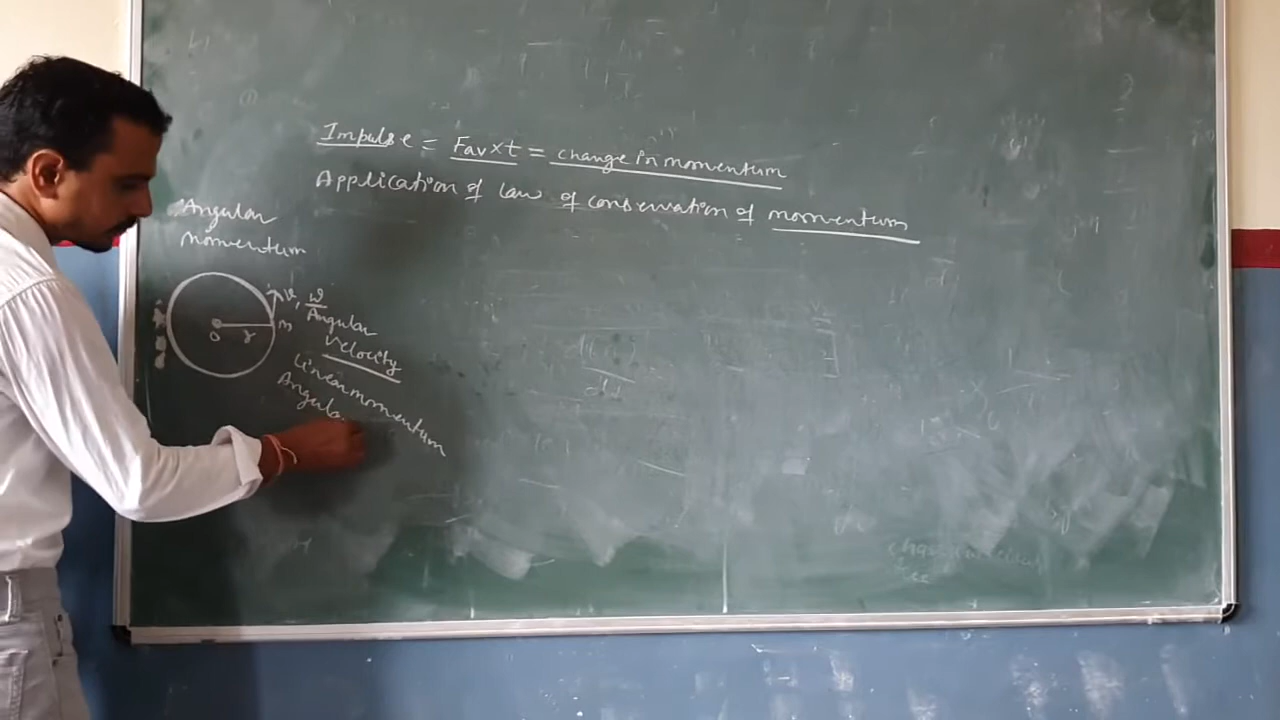 Impulse = Fav×t = change in momentum
Application of law of conservation of momentum
Angular
momentum
v, ω
Angular
velocity
o r m
Linear momentum
Angula